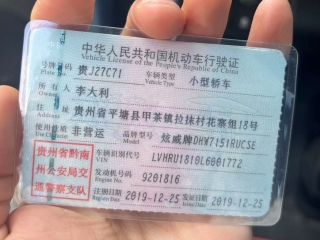 中华人民共和国机动车行驶证
Vehicle License of the People's Republic of China
号牌号码 贵J27C71 车辆类型 小型轿车
Plate No. Vehicle Type
所有人 李大利
Owner
住址 贵州省平塘县甲茶镇拉抹村花寨组18号
Address
使用性质 非营运 品牌型号 炫威牌DHW7151RUCSE
Use Character Model
贵州省黔南
州公安局交
通警察支队
车辆识别代号 LVHRU1810L6001772
VIN
发动机号码 9201816
Engine No.
注册日期 2019-12-25 发证日期 2019-12-25
Register Date Issue Date